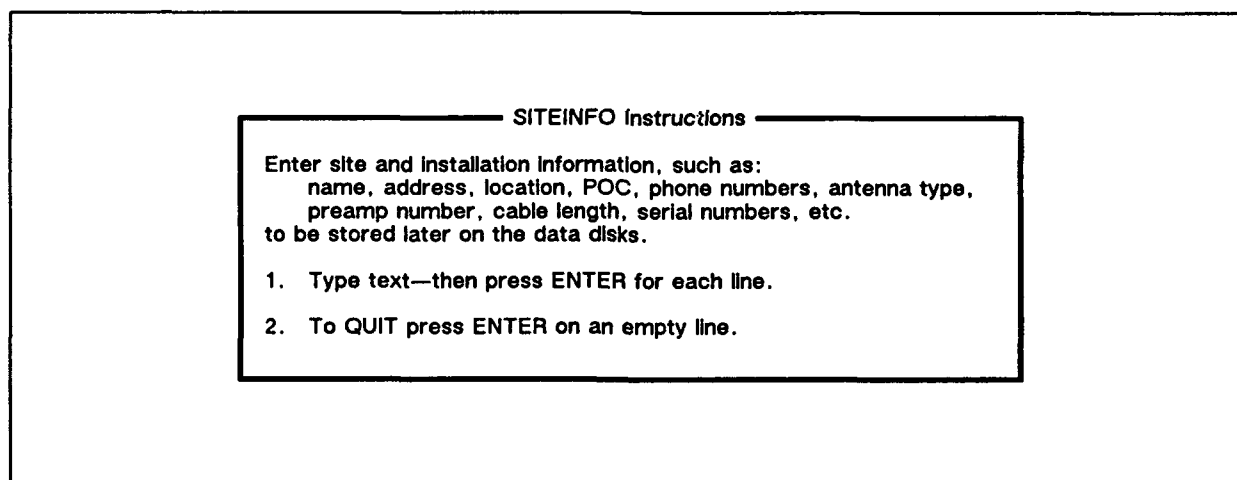 SITEINFO Instructions
Enter site and installation information, such as:
name, address, location, POC, phone numbers, antenna type,
preamp number, cable length, serial numbers, etc.
to be stored later on the data disks.
1. Type text—then press ENTER for each line.
2. To QUIT press ENTER on an empty line.